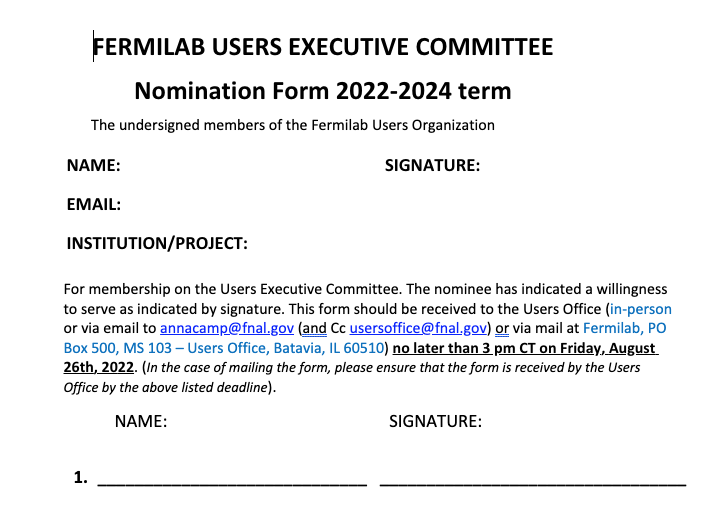 FERMILAB USERS EXECUTIVE COMMITTEE
Nomination Form 2022-2024 term
The undersigned members of the Fermilab Users Organization
NAME: SIGNATURE:
EMAIL:
INSTITUTION/PROJECT:
For membership on the Users Executive Committee. The nominee has indicated a willingness
to serve as indicated by signature. This form should be received to the Users Office (in-person
or via email to annacamp@fnal.gov (and Cc usersoffice@fnal.gov) or via mail at Fermilab, PO
Box 500, MS 103 – Users Office, Batavia, IL 60510) no later than 3 pm CT on Friday, August
26th, 2022. (In the case of mailing the form, please ensure that the form is received by the Users
Office by the above listed deadline).
NAME: SIGNATURE:
1. ______________________________ __________________________________